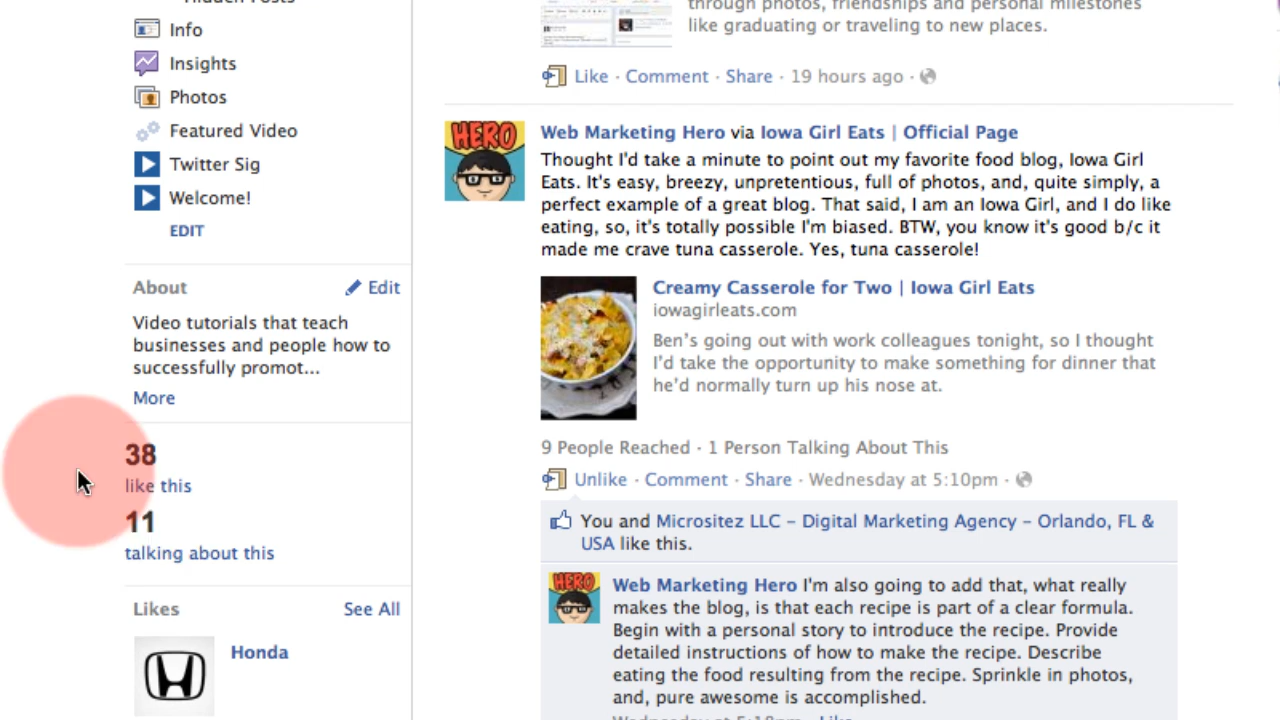 Hidden Posts
Info
Insights
Photos
Featured Video
Twitter Sig
Welcome!
EDIT
About
Edit
Video tutorials that teach
businesses and people how to
successfully promot...
More
38
like this
11
talking about this
Likes
See All
Honda
through photos, friendships and personal milestones
like graduating or traveling to new places.
Like · Comment · Share · 19 hours ago ·
HERO
Web Marketing Hero via Iowa Girl Eats | Official Page
Thought I'd take a minute to point out my favorite food blog, Iowa Girl
Eats. It's easy, breezy, unpretentious, full of photos, and, quite simply, a
perfect example of a great blog. That said, I am an Iowa Girl, and I do like
eating, so, it's totally possible I'm biased. BTW, you know it's good b/c it
made me crave tuna casserole. Yes, tuna casserole!
Creamy Casserole for Two | Iowa Girl Eats
iowagirleats.com
Ben's going out with work colleagues tonight, so I thought
I'd take the opportunity to make something for dinner that
he'd normally turn up his nose at.
9 People Reached · 1 Person Talking About This
Unlike · Comment · Share · Wednesday at 5:10pm ·
You and Micrositez LLC – Digital Marketing Agency – Orlando, FL &
USA like this.
HERO
Web Marketing Hero I'm also going to add that, what really
makes the blog, is that each recipe is part of a clear formula.
Begin with a personal story to introduce the recipe. Provide
detailed instructions of how to make the recipe. Describe
eating the food resulting from the recipe. Sprinkle in photos,
and, pure awesome is accomplished.